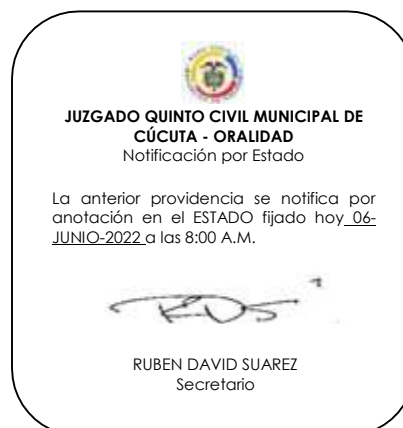 JUZGADO QUINTO CIVIL MUNICIPAL DE
CÚCUTA - ORALIDAD
Notificación por Estado
La anterior providencia se notifica por
anotación en el ESTADO fijado hoy 06-
JUNIO-2022 a las 8:00 A.M.
RUBEN DAVID SUAREZ
Secretario